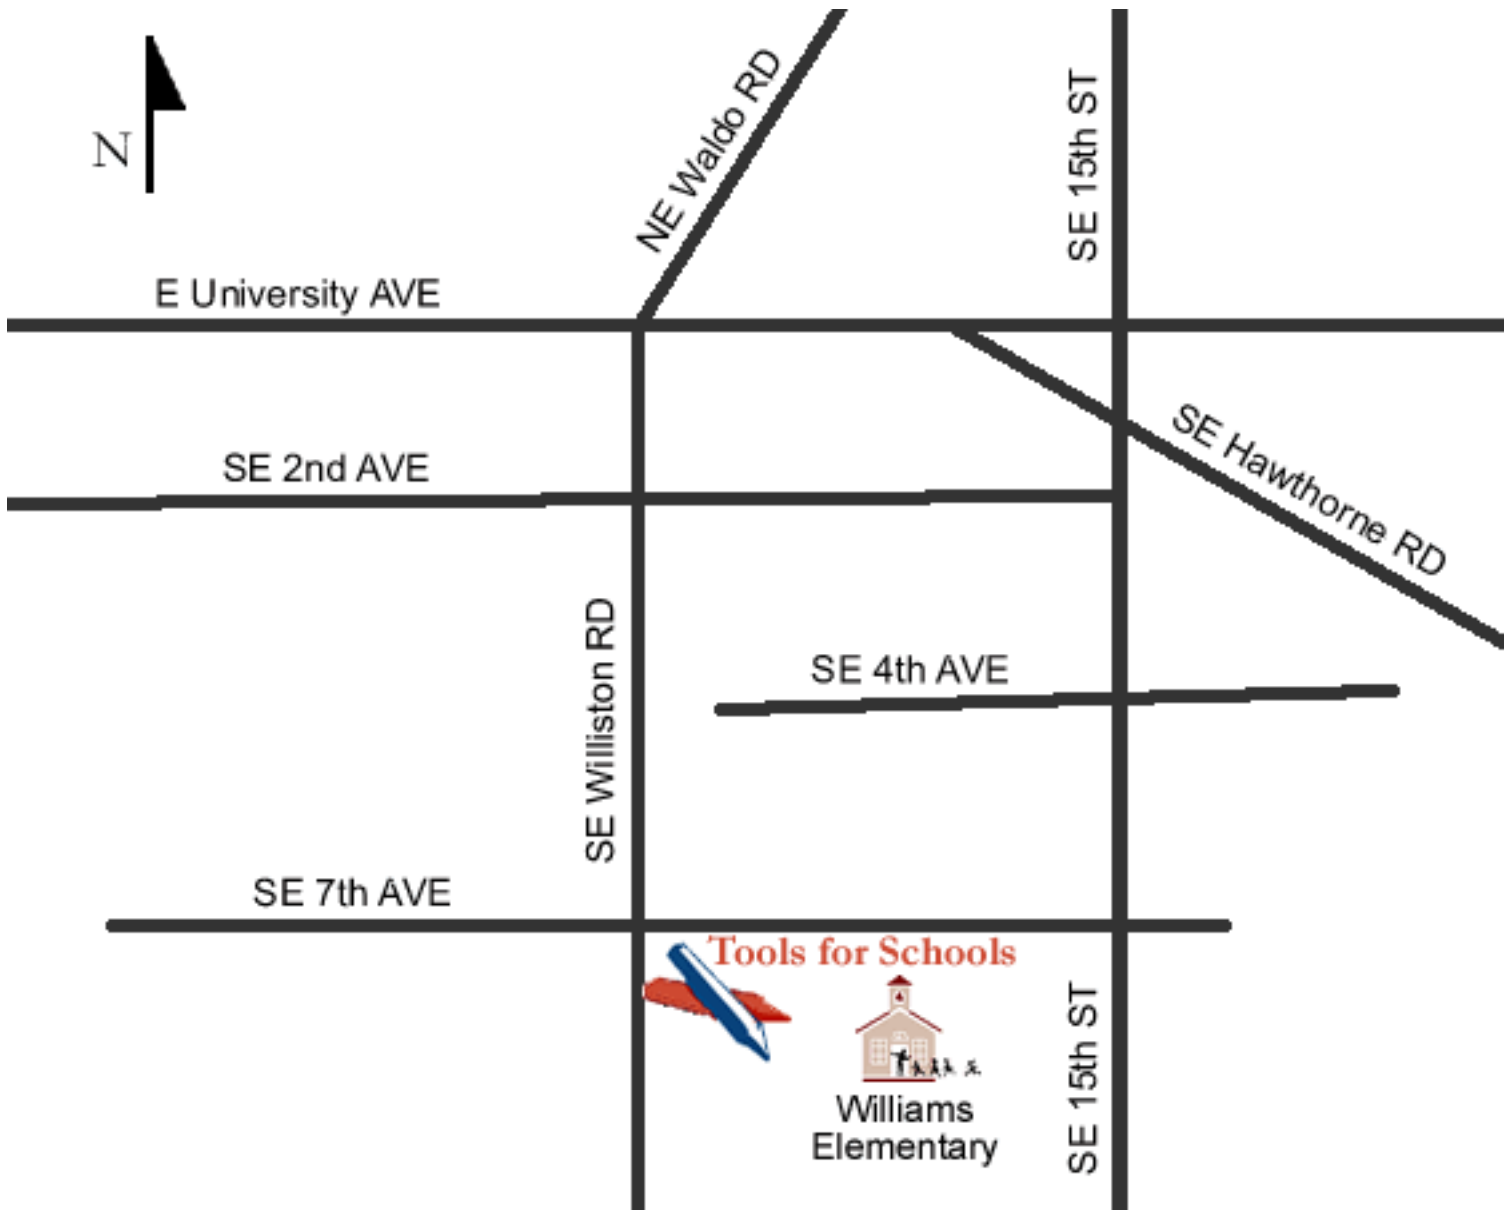 N
NE Waldo RD
SE 15th ST
E University AVE
SE Hawthorne RD
SE 2nd AVE
SE Williston RD
SE 4th AVE
SE 7th AVE
Tools for Schools
SE 15th ST
Williams
Elementary